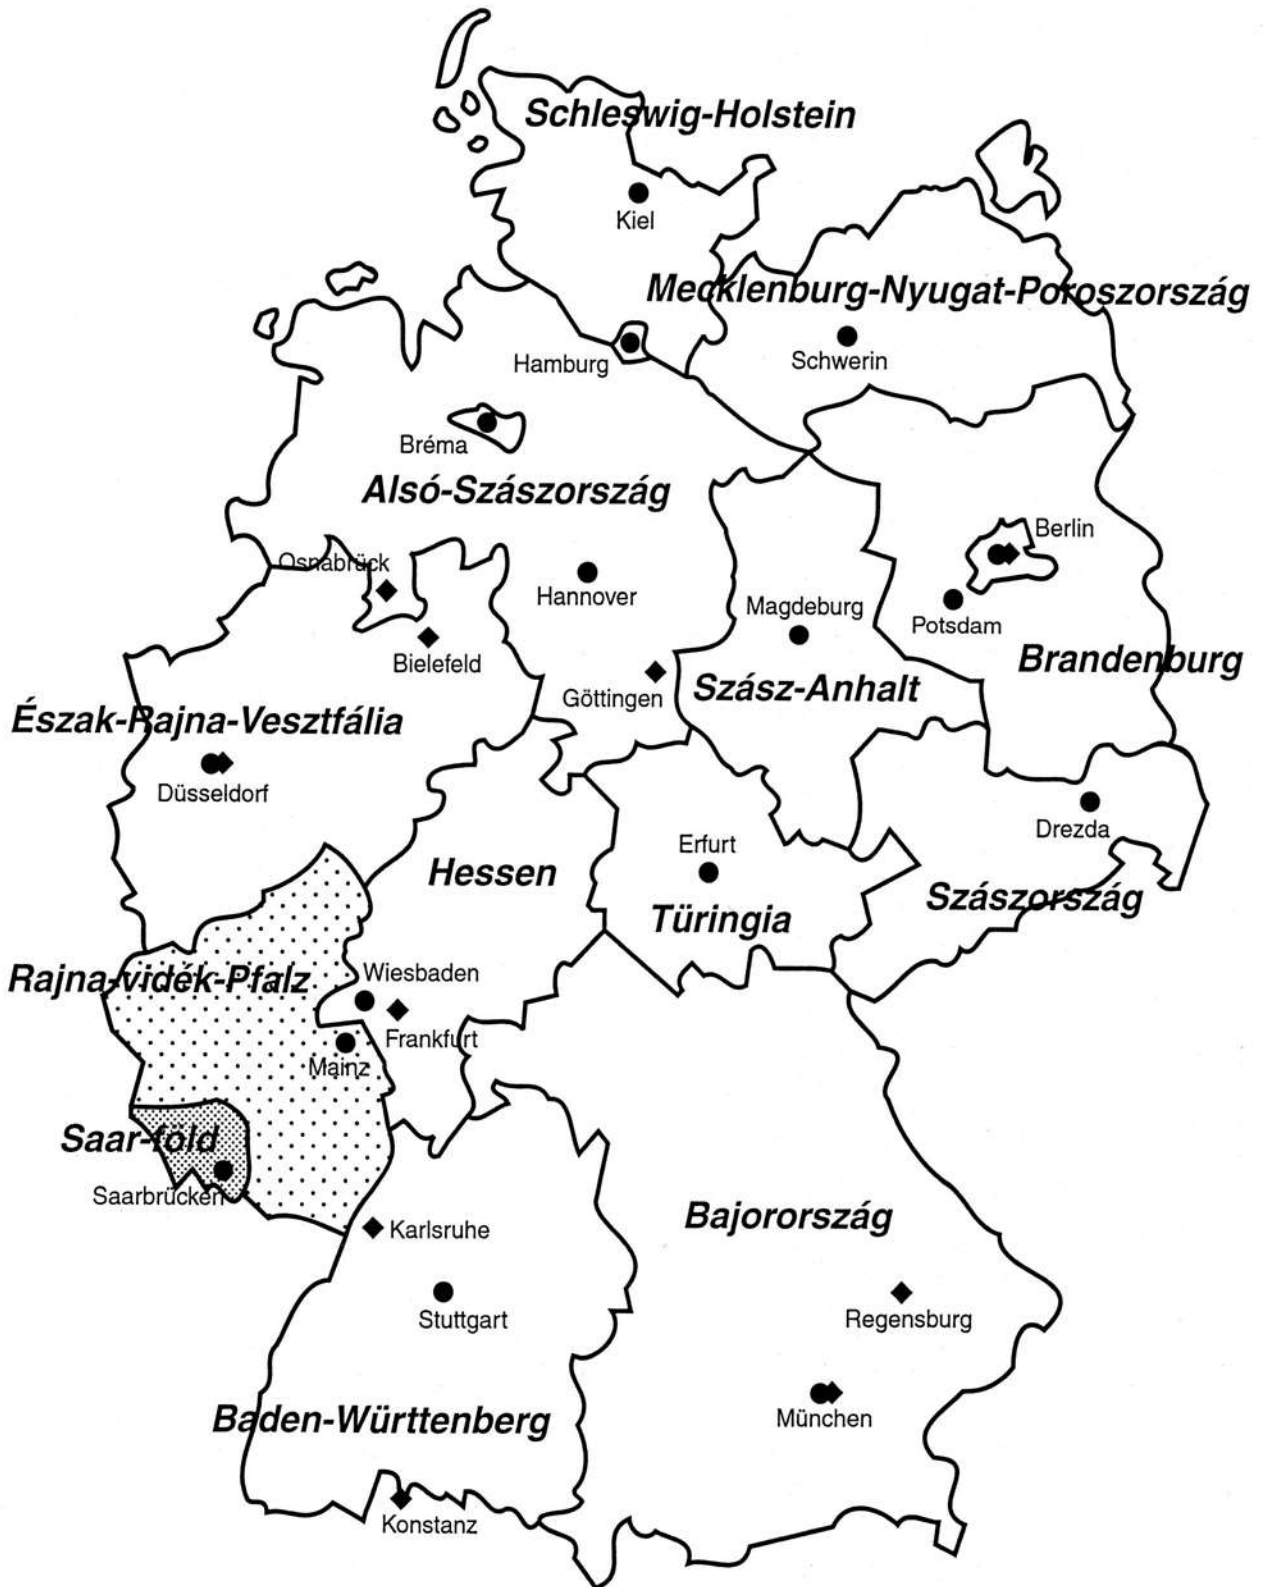 Schleswig-Holstein
Kiel
Mecklenburg-Nyugat-Poroszország
Schwerin
Hamburg
Bréma
Alsó-Szászország
Berlin
Osnabrück
Hannover
Magdeburg
Potsdam
Bielefeld
Brandenburg
Göttingen
Szász-Anhalt
Észak-Rajna-Vesztfália
Düsseldorf
Drezda
Erfurt
Hessen
Szászország
Türingia
Rajna-vidék-Pfalz
Wiesbaden
Frankfurt
Mainz
Saar-föld
Saarbrücken
Bajorország
Karlsruhe
Stuttgart
Regensburg
Baden-Württenberg
München
Konstanz